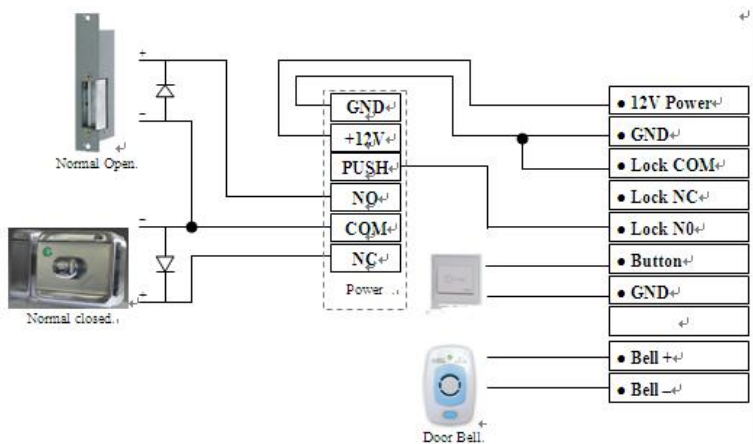 +
−
Normal Open.
−
+
Normal closed.
GND
+12V
PUSH
NO
COM
NC
Power
● 12V Power
● GND
● Lock COM
● Lock NC
● Lock N0
● Button
● GND
● Bell +
● Bell –
Door Bell.